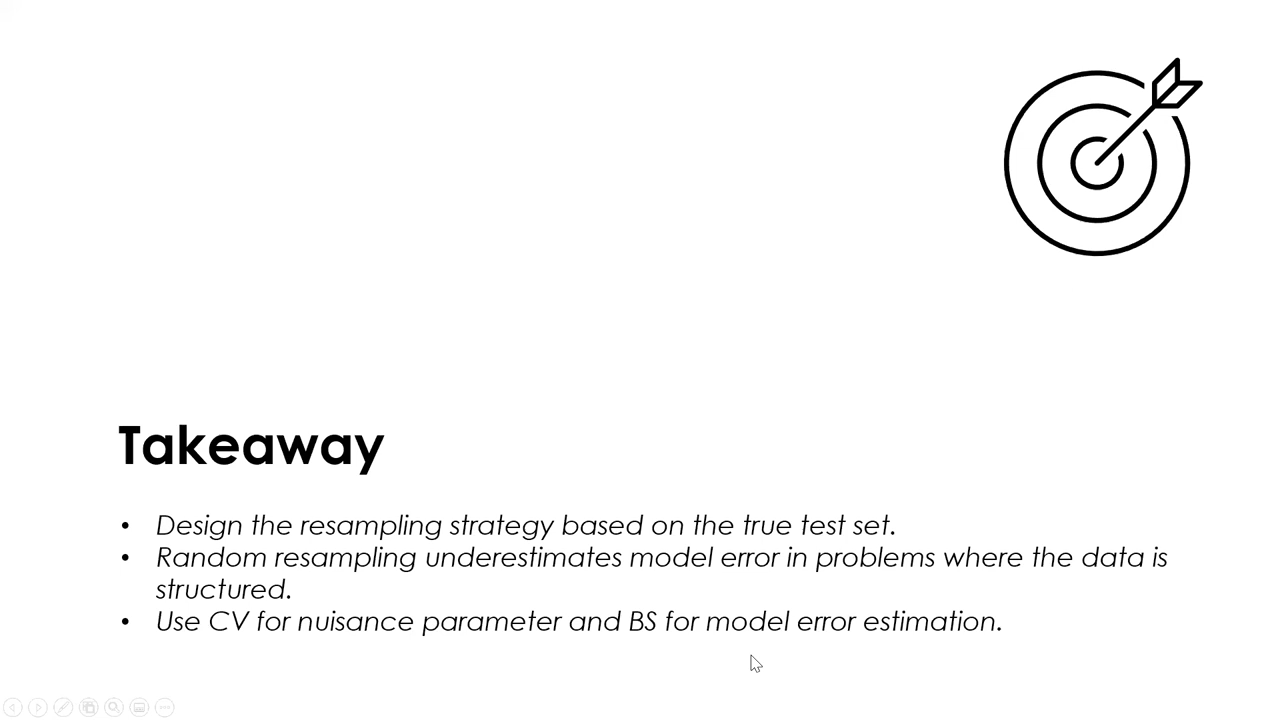 Takeaway
• Design the resampling strategy based on the true test set.
• Random resampling underestimates model error in problems where the data is
structured.
• Use CV for nuisance parameter and BS for model error estimation.